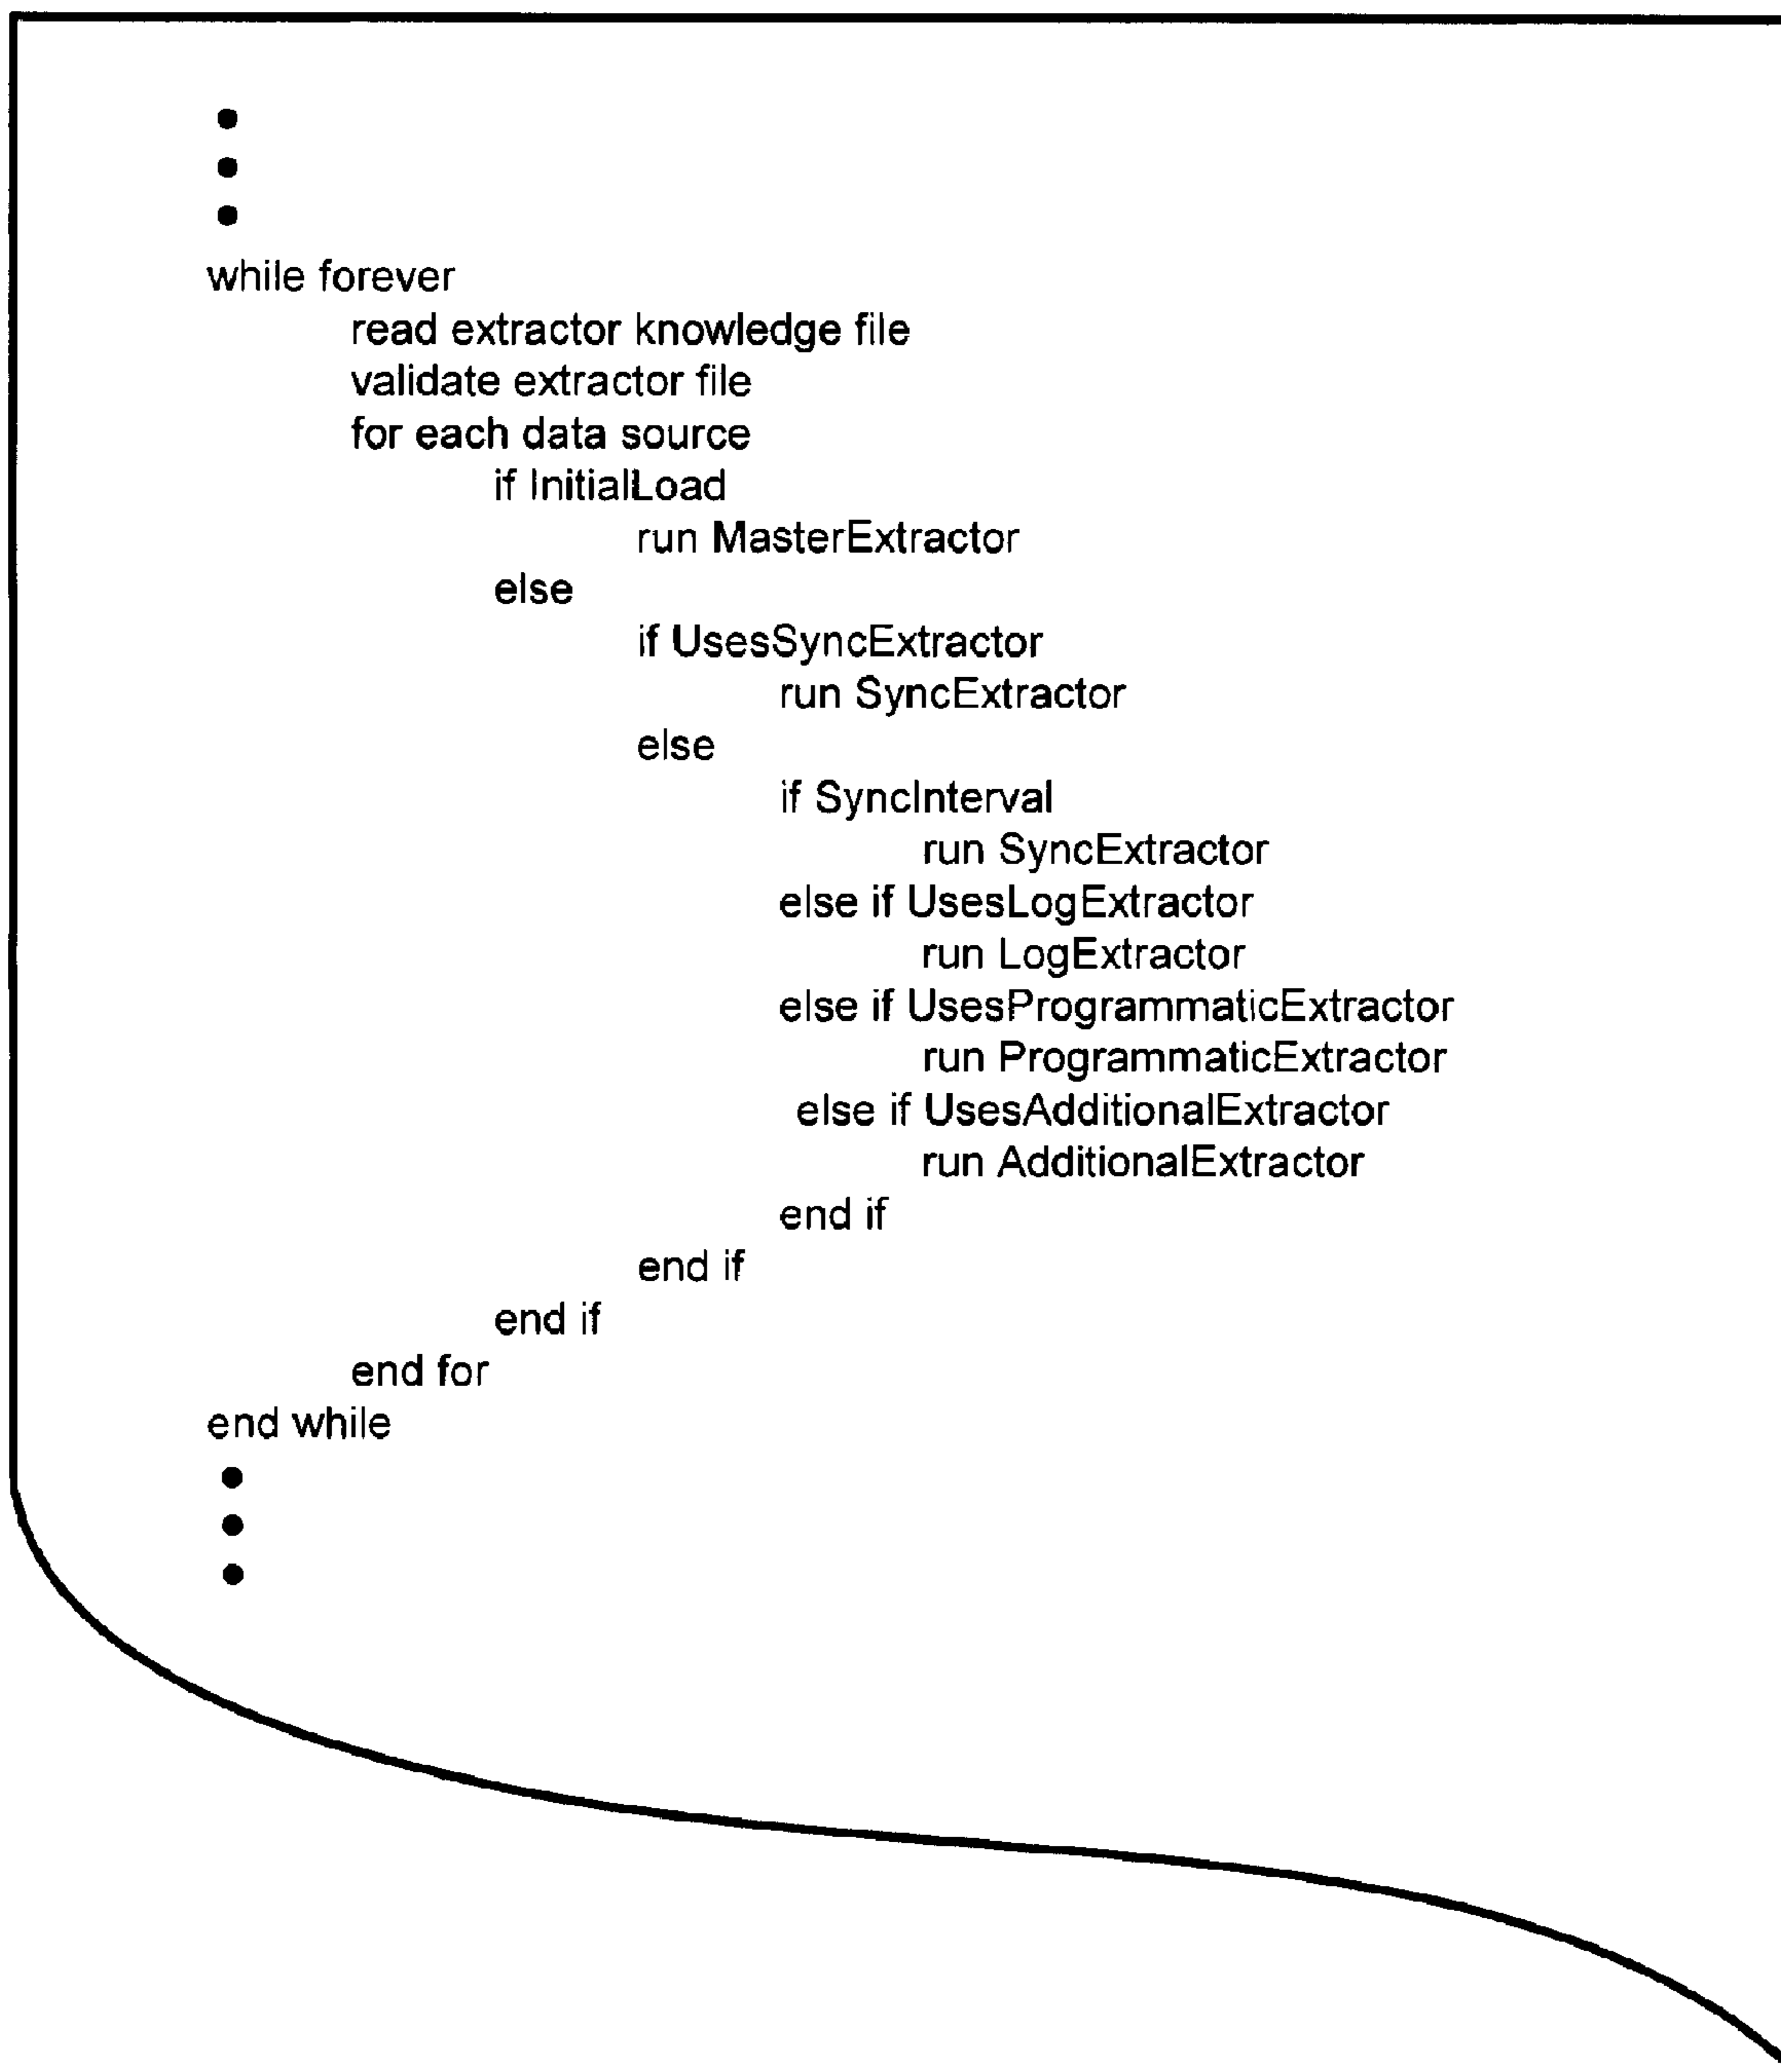 while forever
read extractor knowledge file
validate extractor file
for each data source
if InitialLoad
run MasterExtractor
else
if UsesSyncExtractor
run SyncExtractor
else
if SyncInterval
run SyncExtractor
else if UsesLogExtractor
run LogExtractor
else if UsesProgrammaticExtractor
run ProgrammaticExtractor
else if UsesAdditionalExtractor
run AdditionalExtractor
end if
end if
end if
end for
end while